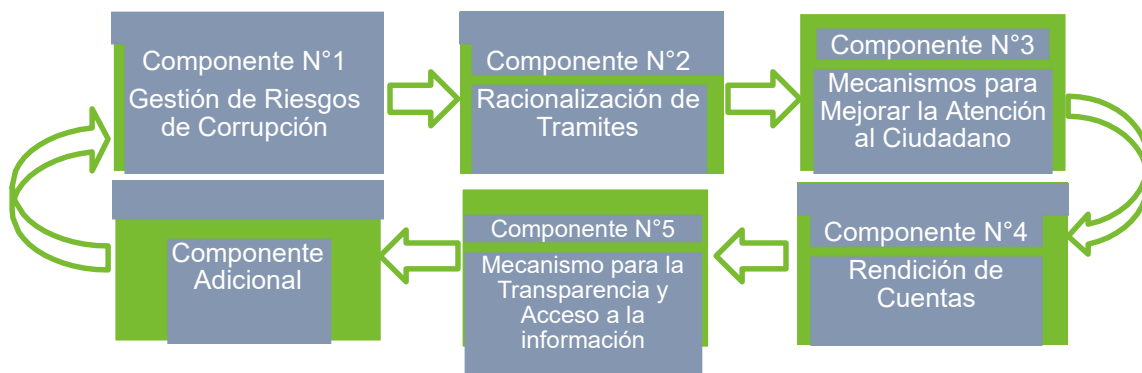 Componente N°1
Gestión de Riesgos
de Corrupción
Componente N°2
Racionalización de
Tramites
Componente N°3
Mecanismos para
Mejorar la Atención
al Ciudadano
Componente N°4
Rendición de
Cuentas
Componente N°5
Mecanismo para la
Transparencia y
Acceso a la
información
Componente
Adicional